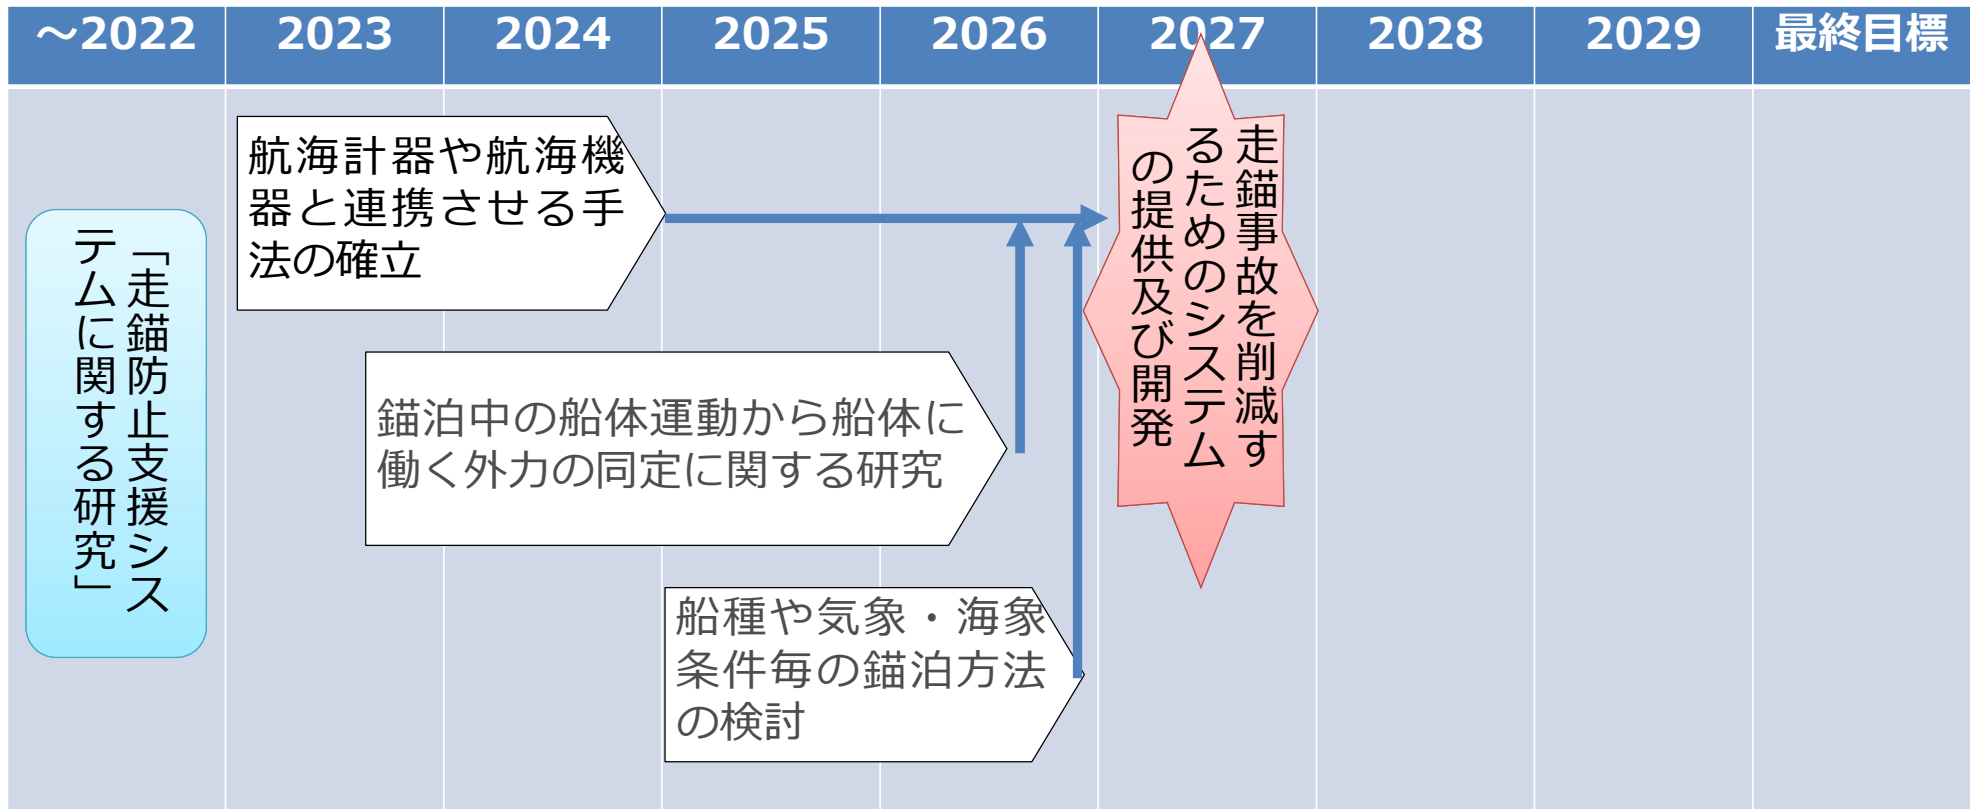 ～2022
2023
2024
2025
2026
2027
2028
2029
最終目標
「走錨防止支援シス
テムに関する研究」
航海計器や航海機
器と連携させる手
法の確立
錨泊中の船体運動から船体に
働く外力の同定に関する研究
船種や気象・海象
条件毎の錨泊方法
の検討
走錨事故を削減す
るためのシステム
の提供及び開発